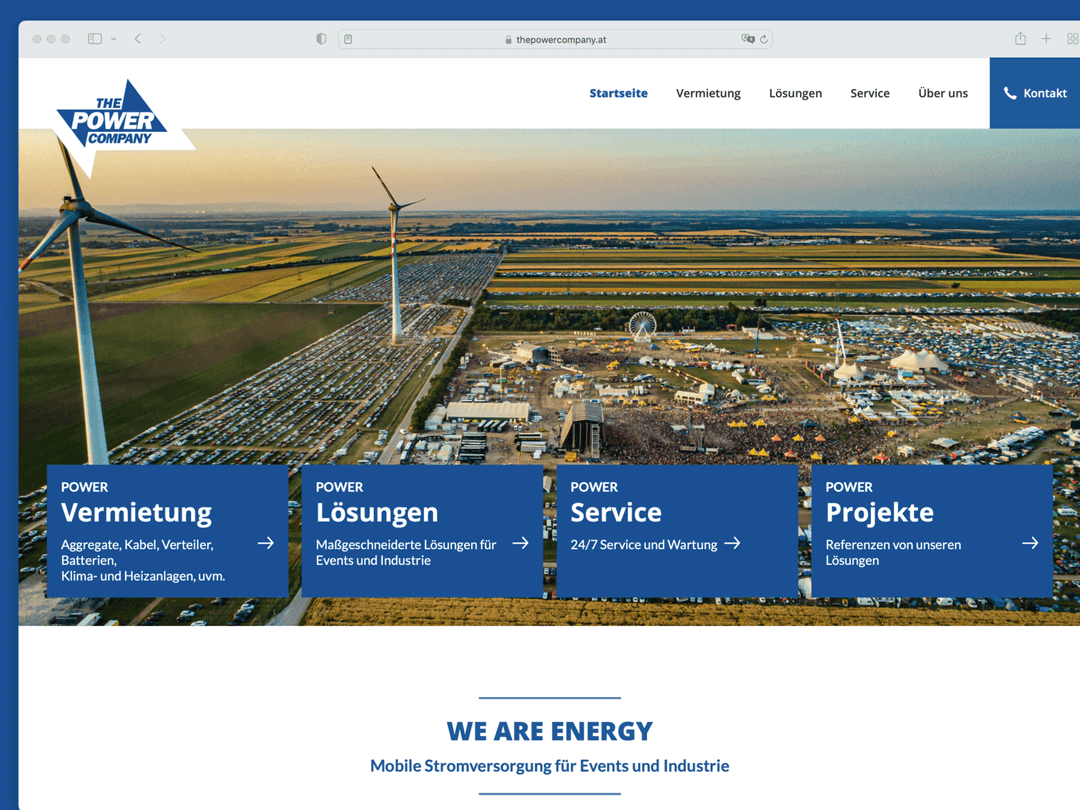 thepowercompany.at
THE
POWER
COMPANY
Startseite
Vermietung
Lösungen
Service
Über uns
Kontakt
POWER
Vermietung
Aggregate, Kabel, Verteiler,
Batterien,
Klima- und Heizanlagen, uvm.
POWER
Lösungen
Maßgeschneiderte Lösungen für
Events und Industrie
POWER
Service
24/7 Service und Wartung
POWER
Projekte
Referenzen von unseren
Lösungen
WE ARE ENERGY
Mobile Stromversorgung für Events und Industrie